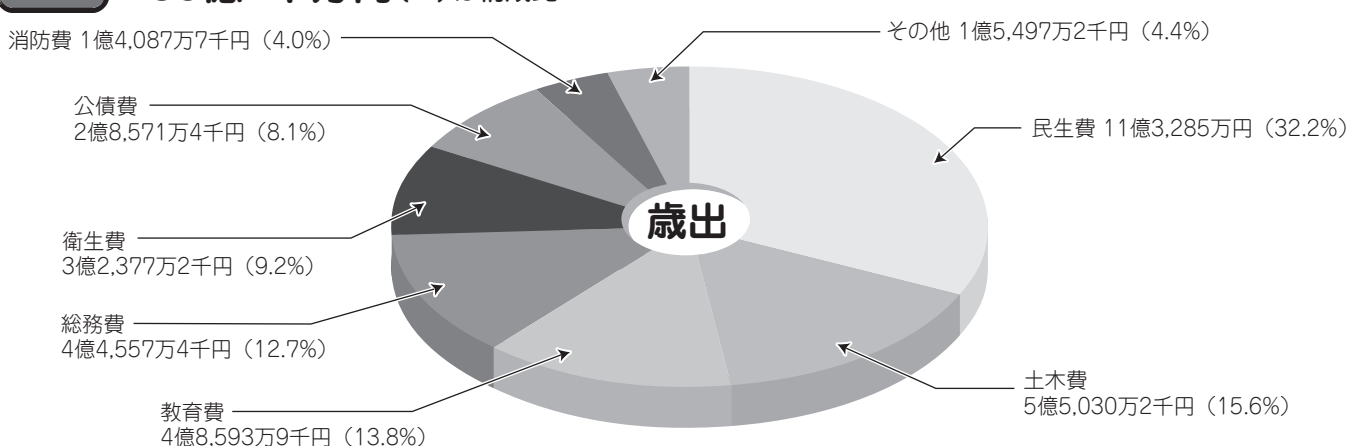 消防費 1億4,087万7千円（4.0%）
その他 1億5,497万2千円（4.4%）
公債費
2億8,571万4千円（8.1%）
民生費 11億3,285万円（32.2%）
歳出
衛生費
3億2,377万2千円（9.2%）
総務費
4億4,557万4千円（12.7%）
土木費
5億5,030万2千円（15.6%）
教育費
4億8,593万9千円（13.8%）